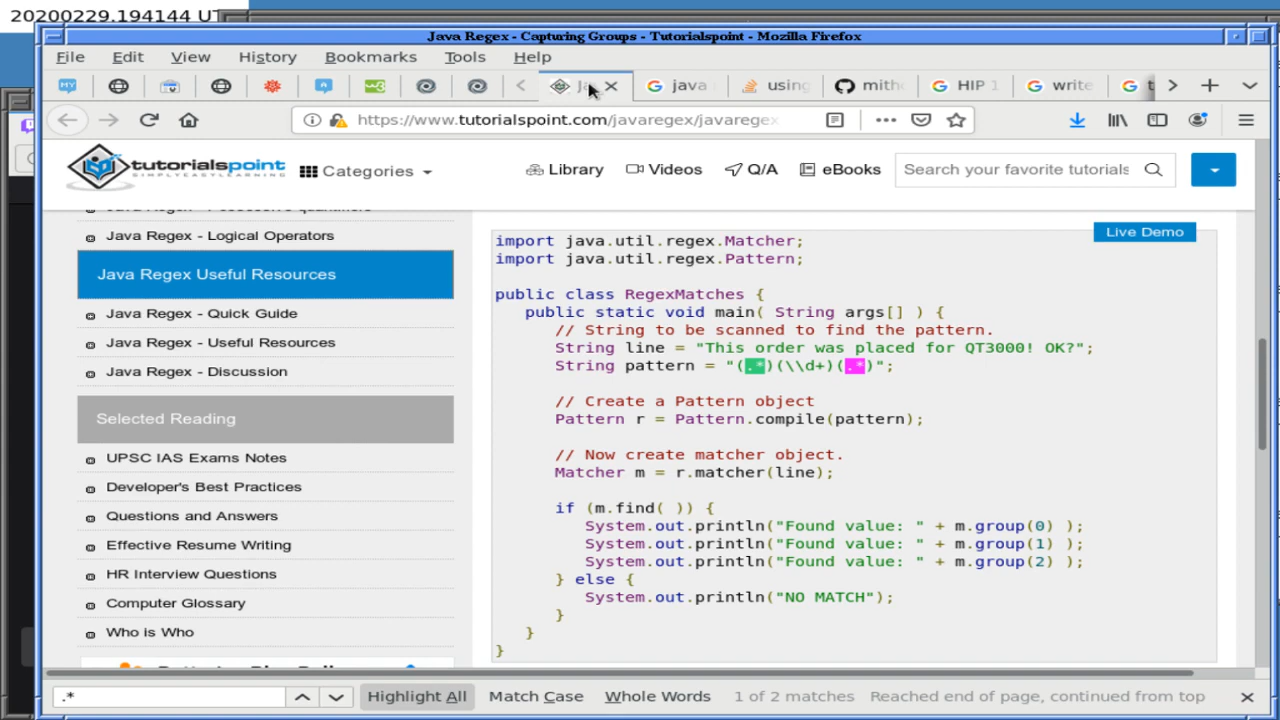 20200229.194144 UT
Java Regex - Capturing Groups - Tutorialspoint - Mozilla Firefox
File Edit View History Bookmarks Tools Help
java using mith HIP 1 write
https://www.tutorialspoint.com/javaregex/javaregex
tutorialspoint
SIMPLYEASYLEARNING
Categories
Library Videos Q/A eBooks Search your favorite tutorials
Java Regex - Possessive quantifiers
Java Regex - Logical Operators
Java Regex Useful Resources
Java Regex - Quick Guide
Java Regex - Useful Resources
Java Regex - Discussion
Selected Reading
UPSC IAS Exams Notes
Developer's Best Practices
Questions and Answers
Effective Resume Writing
HR Interview Questions
Computer Glossary
Who is Who
Live Demo
import java.util.regex.Matcher;
import java.util.regex.Pattern;
public class RegexMatches {
public static void main( String args[] ) {
// String to be scanned to find the pattern.
String line = "This order was placed for QT3000! OK?";
String pattern = "(.*)(\\d+)(.*)";
// Create a Pattern object
Pattern r = Pattern.compile(pattern);
// Now create matcher object.
Matcher m = r.matcher(line);
if (m.find( )) {
System.out.println("Found value: " + m.group(0) );
System.out.println("Found value: " + m.group(1) );
System.out.println("Found value: " + m.group(2) );
} else {
System.out.println("NO MATCH");
}
}
}
.* Highlight All Match Case Whole Words 1 of 2 matches Reached end of page, continued from top